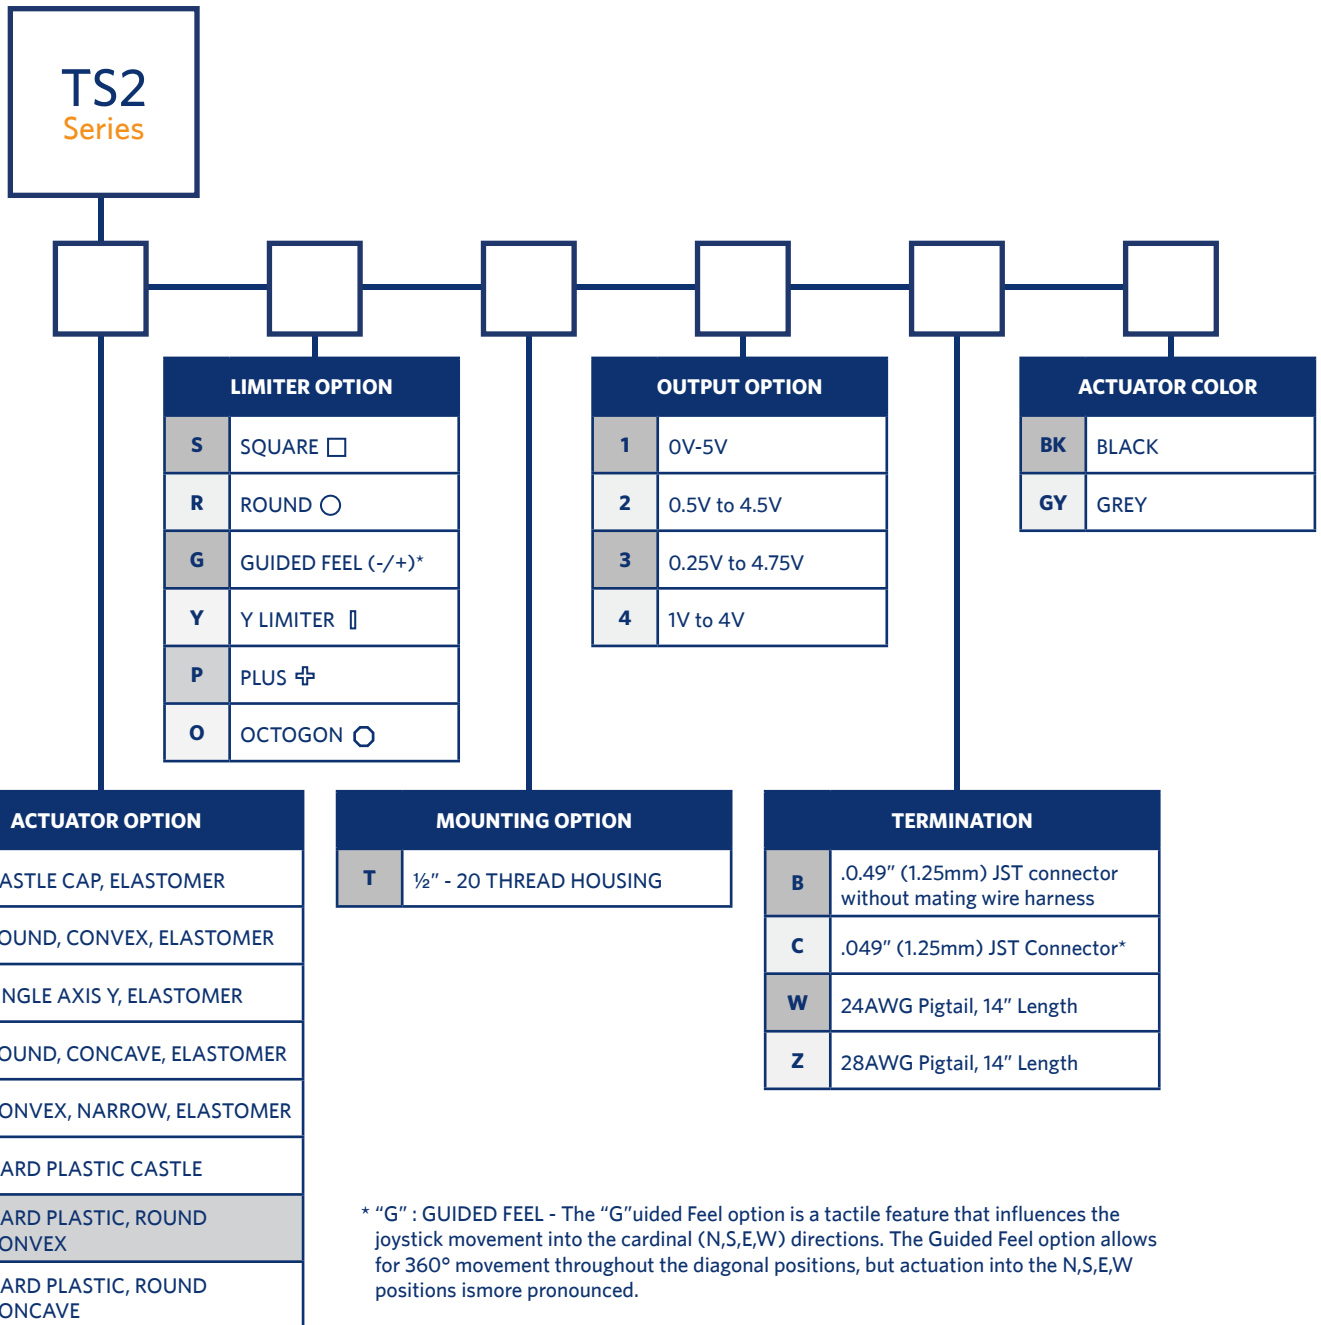 TS2
Series
LIMITER OPTION
S SQUARE
R ROUND
G GUIDED FEEL (-/+)*
Y Y LIMITER
P PLUS
O OCTOGON
OUTPUT OPTION
1 0V-5V
2 0.5V to 4.5V
3 0.25V to 4.75V
4 1V to 4V
ACTUATOR COLOR
BK BLACK
GY GREY
ACTUATOR OPTION
ASTLE CAP, ELASTOMER
OUND, CONVEX, ELASTOMER
NGLE AXIS Y, ELASTOMER
OUND, CONCAVE, ELASTOMER
ONVEX, NARROW, ELASTOMER
ARD PLASTIC CASTLE
ARD PLASTIC, ROUND
ONVEX
ARD PLASTIC, ROUND
ONCAVE
MOUNTING OPTION
T ½" - 20 THREAD HOUSING
TERMINATION
B .0.49" (1.25mm) JST connector
without mating wire harness
C .049" (1.25mm) JST Connector*
W 24AWG Pigtail, 14" Length
Z 28AWG Pigtail, 14" Length
* "G" : GUIDED FEEL - The "G"uided Feel option is a tactile feature that influences the
joystick movement into the cardinal (N,S,E,W) directions. The Guided Feel option allows
for 360° movement throughout the diagonal positions, but actuation into the N,S,E,W
positions ismore pronounced.